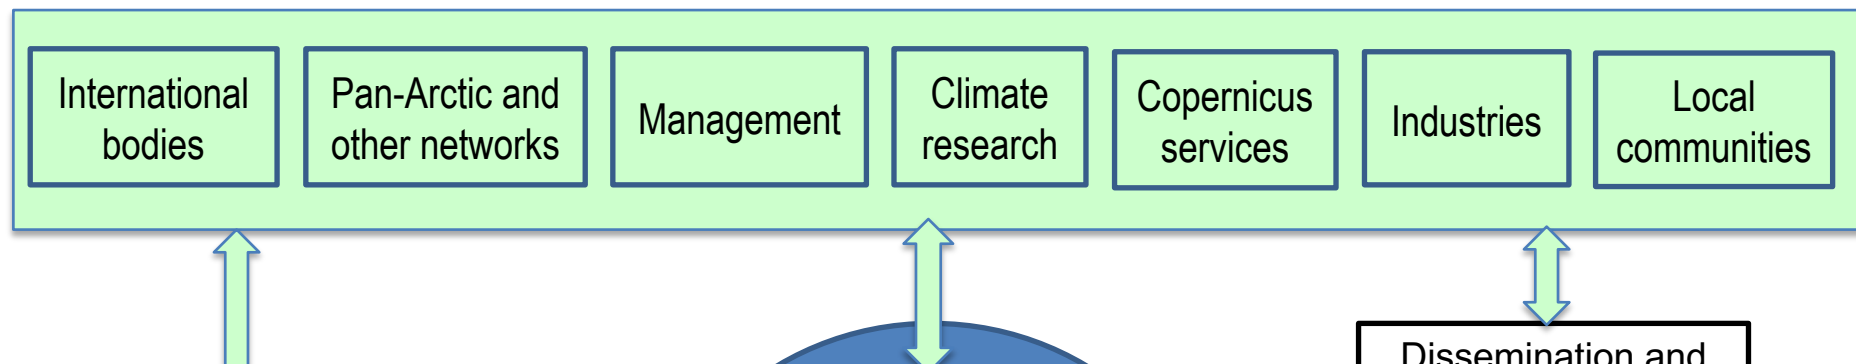 International
bodies
Pan-Arctic and
other networks
Management
Climate
research
Copernicus
services
Industries
Local
communities
Dissemination and